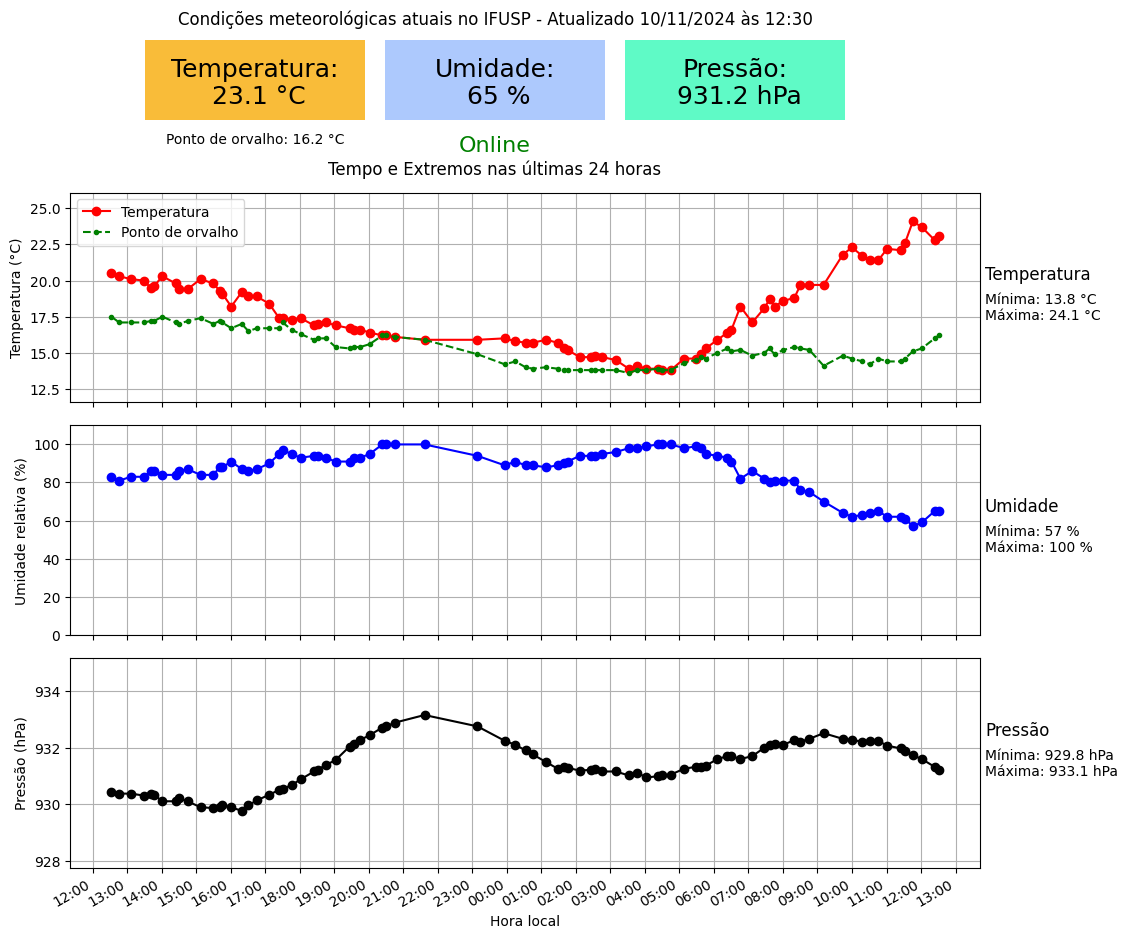 Condições meteorológicas atuais no IFUSP - Atualizado 10/11/2024 às 12:30
Temperatura:
23.1 °C
Umidade:
65 %
Pressão:
931.2 hPa
Ponto de orvalho: 16.2 °C
Online
Tempo e Extremos nas últimas 24 horas
Temperatura (°C)
25.0
22.5
20.0
17.5
15.0
12.5
Temperatura
Ponto de orvalho
Temperatura
Mínima: 13.8 °C
Máxima: 24.1 °C
Umidade relativa (%)
100
80
60
40
20
0
Umidade
Mínima: 57 %
Máxima: 100 %
Pressão (hPa)
934
932
930
928
Pressão
Mínima: 929.8 hPa
Máxima: 933.1 hPa
12:00 13:00 14:00 15:00 16:00 17:00 18:00 19:00 20:00 21:00 22:00 23:00 00:00 01:00 02:00 03:00 04:00 05:00 06:00 07:00 08:00 09:00 10:00 11:00 12:00 13:00
Hora local